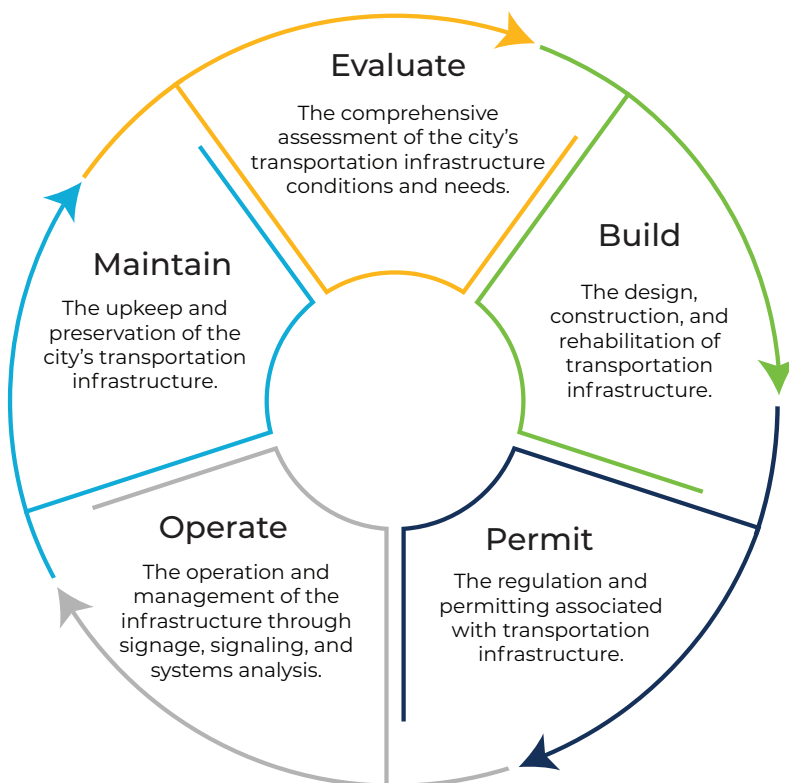 Evaluate
The comprehensive
assessment of the city’s
transportation infrastructure
conditions and needs.
Build
The design,
construction, and
rehabilitation of
transportation
infrastructure.
Permit
The regulation and
permitting associated
with transportation
infrastructure.
Operate
The operation and
management of the
infrastructure through
signage, signaling, and
systems analysis.
Maintain
The upkeep and
preservation of the
city’s transportation
infrastructure.